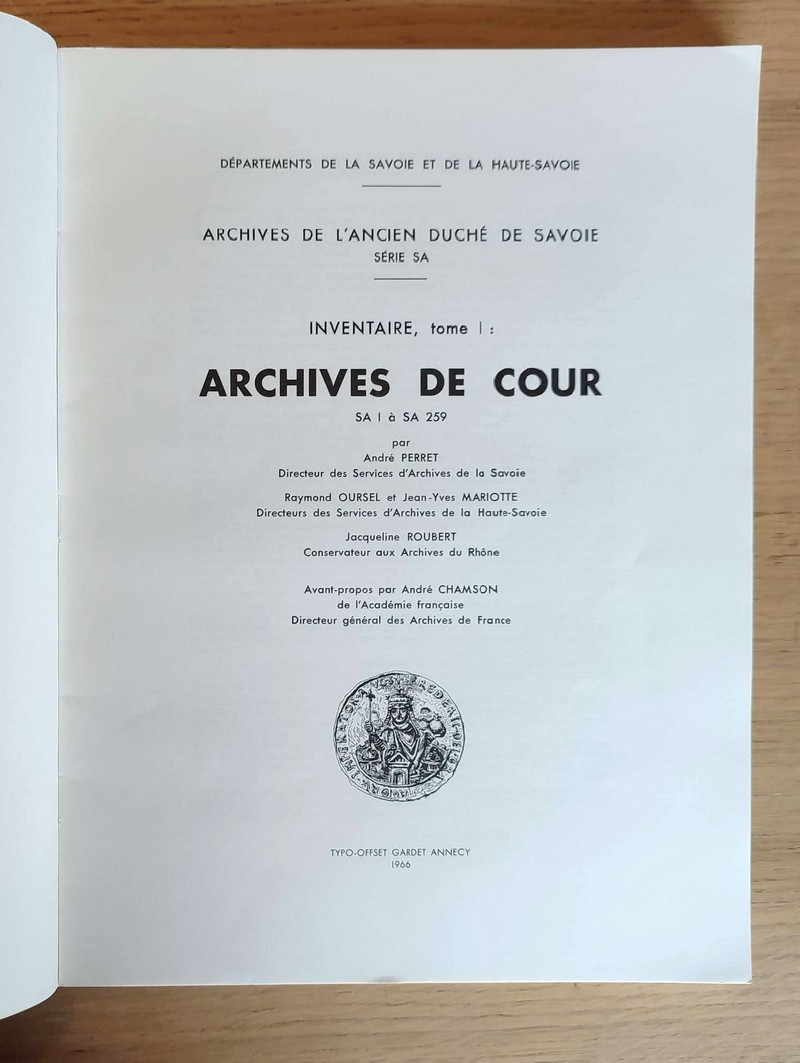 DÉPARTEMENTS DE LA SAVOIE ET DE LA HAUTE-SAVOIE
ARCHIVES DE L'ANCIEN DUCHÉ DE SAVOIE
SÉRIE SA
INVENTAIRE, tome I :
ARCHIVES DE COUR
SA I à SA 259
par
André PERRET
Directeur des Services d'Archives de la Savoie
Raymond OURSEL et Jean-Yves MARIOTTE
Directeurs des Services d'Archives de la Haute-Savoie
Jacqueline ROUBERT
Conservateur aux Archives du Rhône
Avant-propos par André CHAMSON
de l'Académie française
Directeur général des Archives de France
TYPO-OFFSET GARDET ANNECY
1966